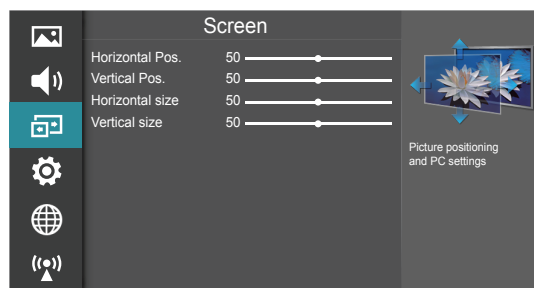 Screen
Horizontal Pos. 50
Vertical Pos. 50
Horizontal size 50
Vertical size 50
Picture positioning
and PC settings